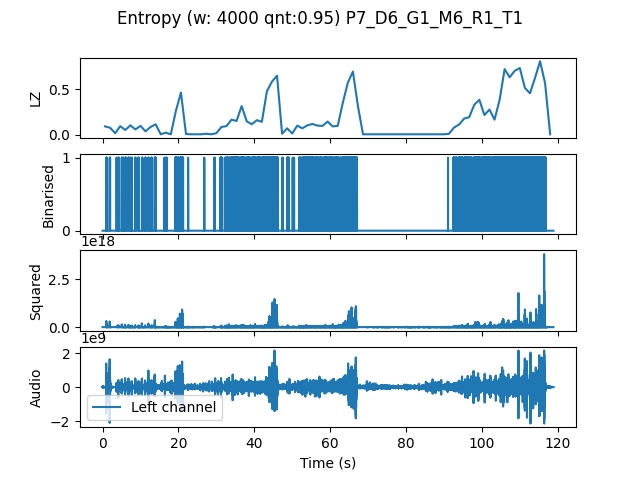 Entropy (w: 4000 qnt:0.95) P7_D6_G1_M6_R1_T1
LZ
0.5
0.0
Binarised
1
0
1e18
Squared
2.5
0.0
1e9
Audio
2
0
−2
Left channel
0 20 40 60 80 100 120
Time (s)